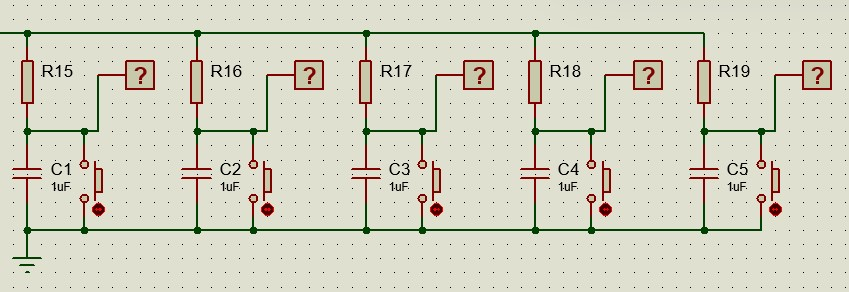 R15
?
R16
?
R17
?
R18
?
R19
?
C1
1uF
C2
1uF
C3
1uF
C4
1uF
C5
1uF